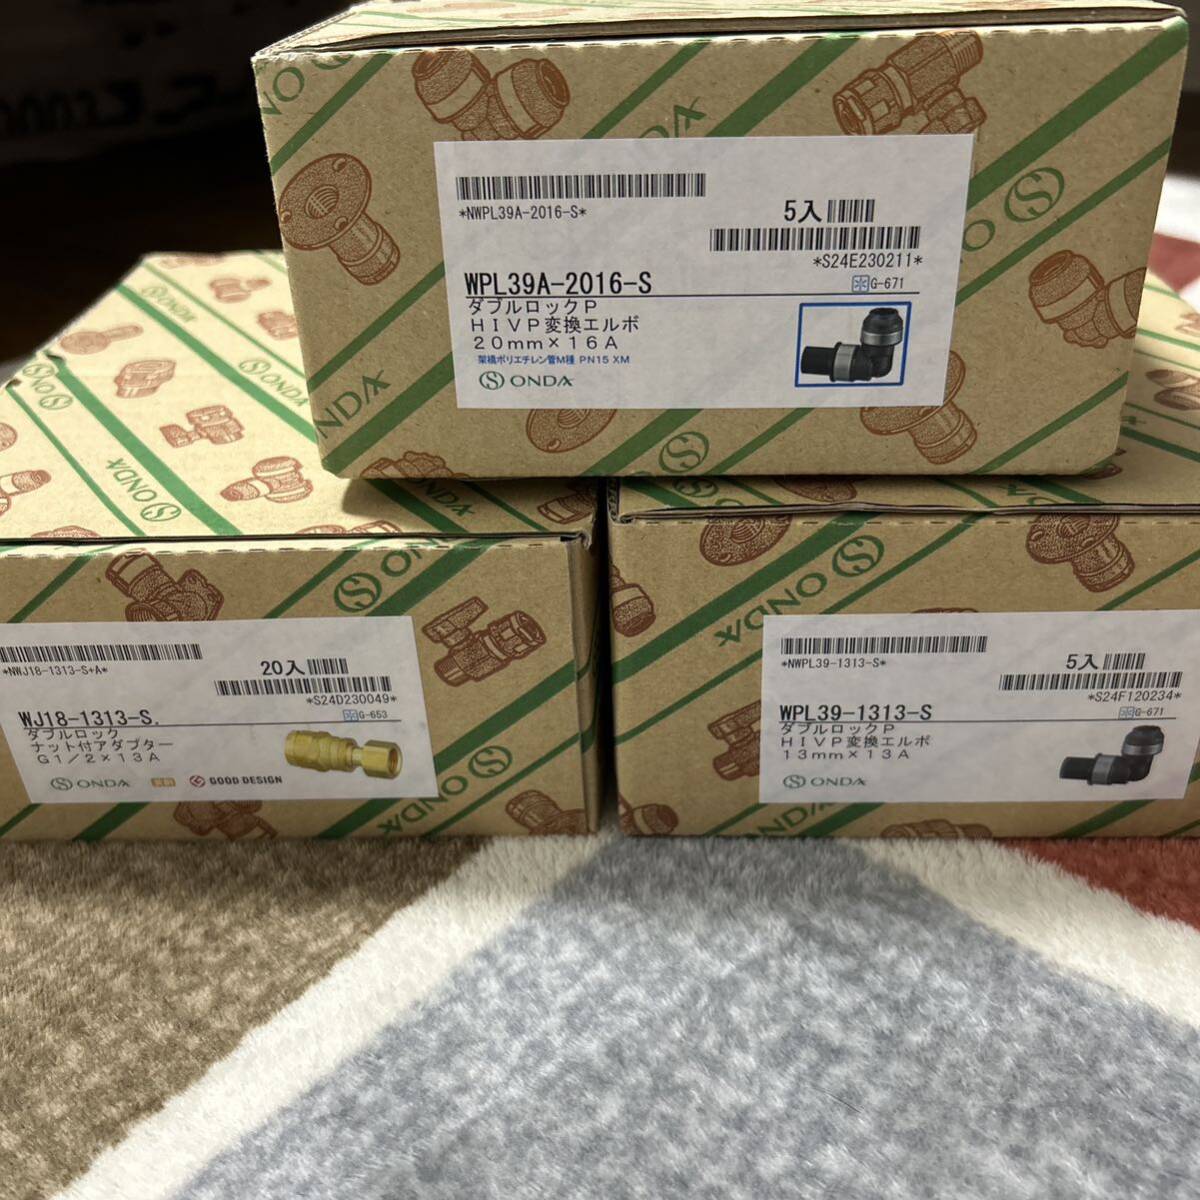 *NWPL39A-2016-S*
5入
*S24E230211*
WPL39A-2016-S
G-671
ダブルロックP
HIVP変換エルボ
20mm×16A
架橋ポリエチレン管M種 PN15 XM
ONDA
*NWJ18-1313-S+A*
20入
*S24D230049*
WJ18-1313-S.
G-653
ダブルロック
ナット付アダプター
G1/2×13A
ONDA
GOOD DESIGN
*NWPL39-1313-S*
5入
*S24F120234*
WPL39-1313-S
G-671
ダブルロックP
HIVP変換エルボ
13mm×13A
ONDA